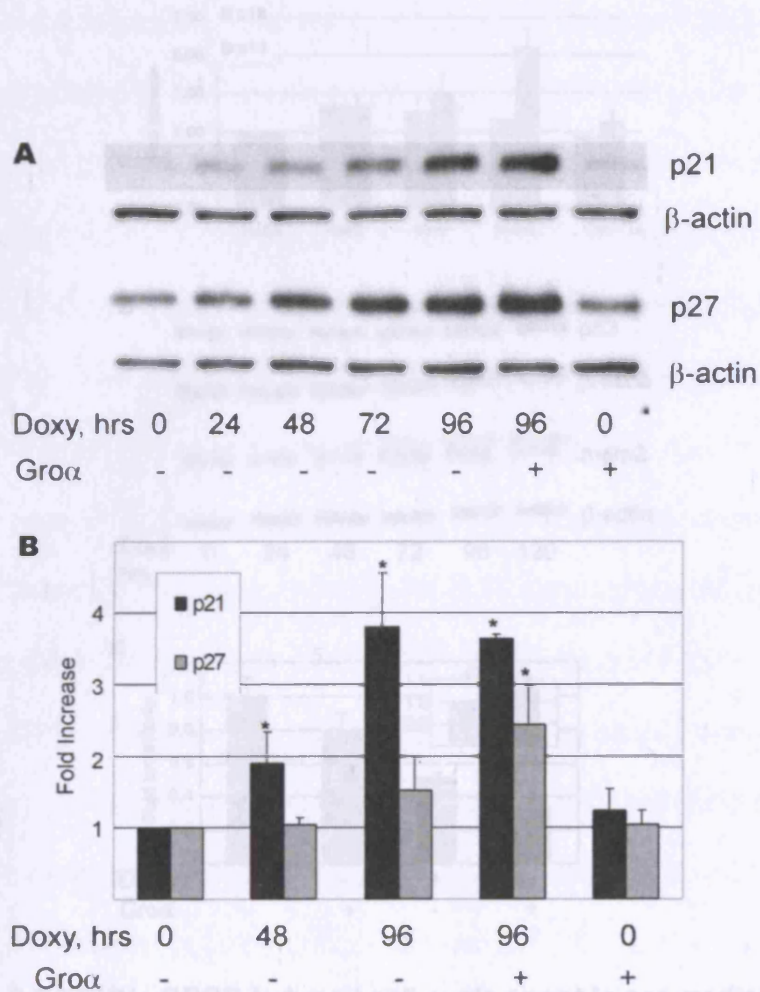 A
p21
β-actin
p27
β-actin
Doxy, hrs 0 24 48 72 96 96 0
Groα - - - - - + +
B
* * * *
p21
p27
4
3
2
1
Fold Increase
Doxy, hrs 0 48 96 96 0
Groα - - - + +